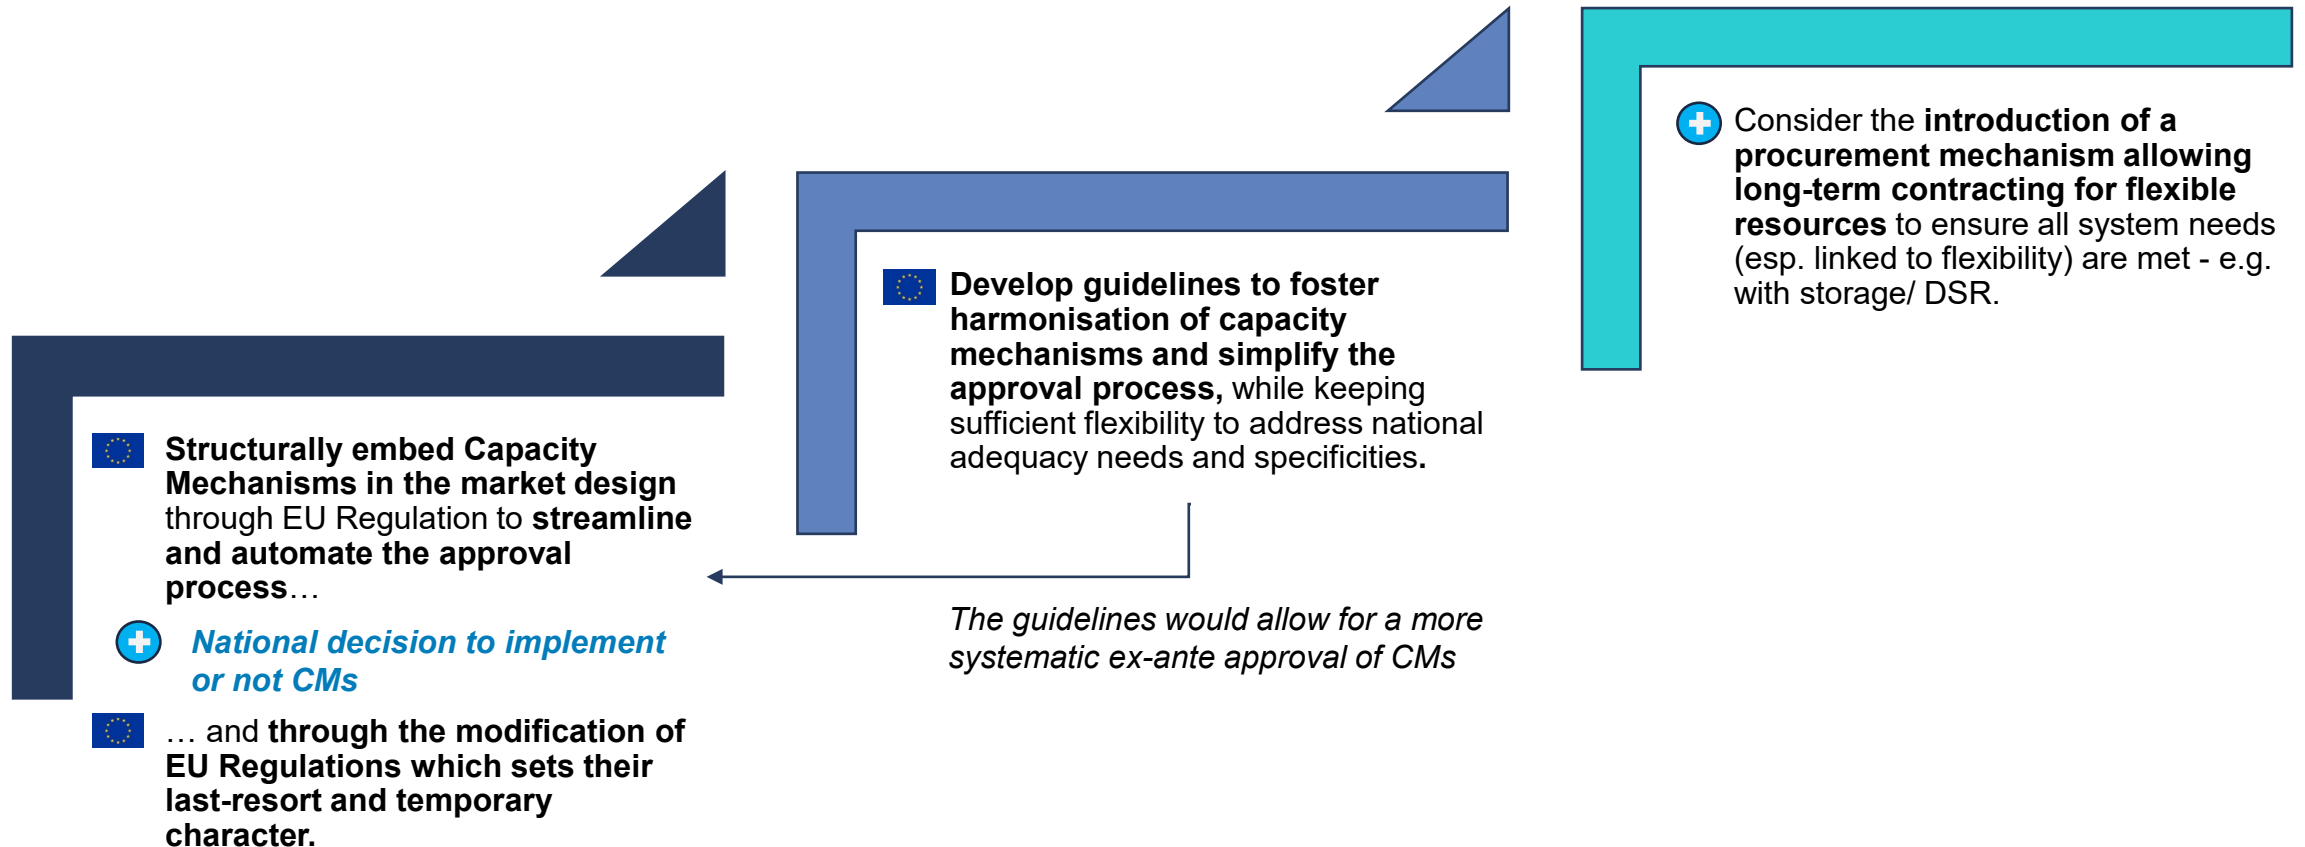 Structurally embed Capacity
Mechanisms in the market design
through EU Regulation to streamline
and automate the approval
process…
National decision to implement
or not CMs
… and through the modification of
EU Regulations which sets their
last-resort and temporary
character.
Develop guidelines to foster
harmonisation of capacity
mechanisms and simplify the
approval process, while keeping
sufficient flexibility to address national
adequacy needs and specificities.
The guidelines would allow for a more
systematic ex-ante approval of CMs
Consider the introduction of a
procurement mechanism allowing
long-term contracting for flexible
resources to ensure all system needs
(esp. linked to flexibility) are met - e.g.
with storage/ DSR.